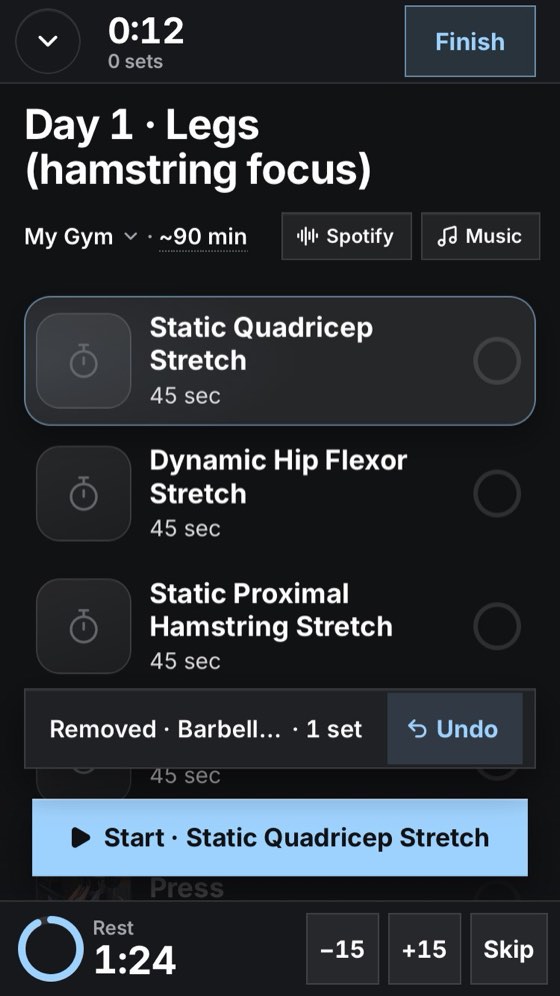 0:12
0 sets
Finish
Day 1 · Legs
(hamstring focus)
My Gym · ~90 min
Spotify
Music
Static Quadricep
Stretch
45 sec
Dynamic Hip Flexor
Stretch
45 sec
Static Proximal
Hamstring Stretch
45 sec
Removed · Barbell... · 1 set
Undo
45 sec
Start · Static Quadricep Stretch
Press
Rest
1:24
−15
+15
Skip